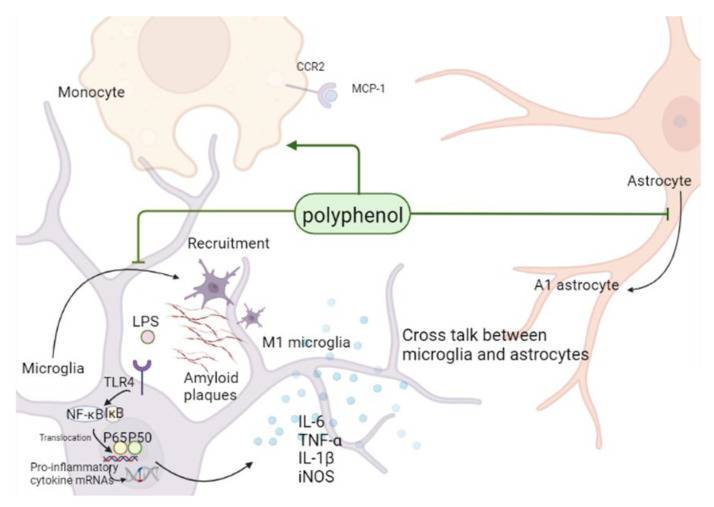 CCR2
MCP-1
Monocyte
Astrocyte
polyphenol
Recruitment
A1 astrocyte
LPS
M1 microglia
Cross talk between
microglia and astrocytes
Microglia
TLR4
Amyloid
plaques
NF-κB IκB
Translocation
P65 P50
Pro-inflammatory
cytokine mRNAs
IL-6
TNF-α
IL-1β
iNOS